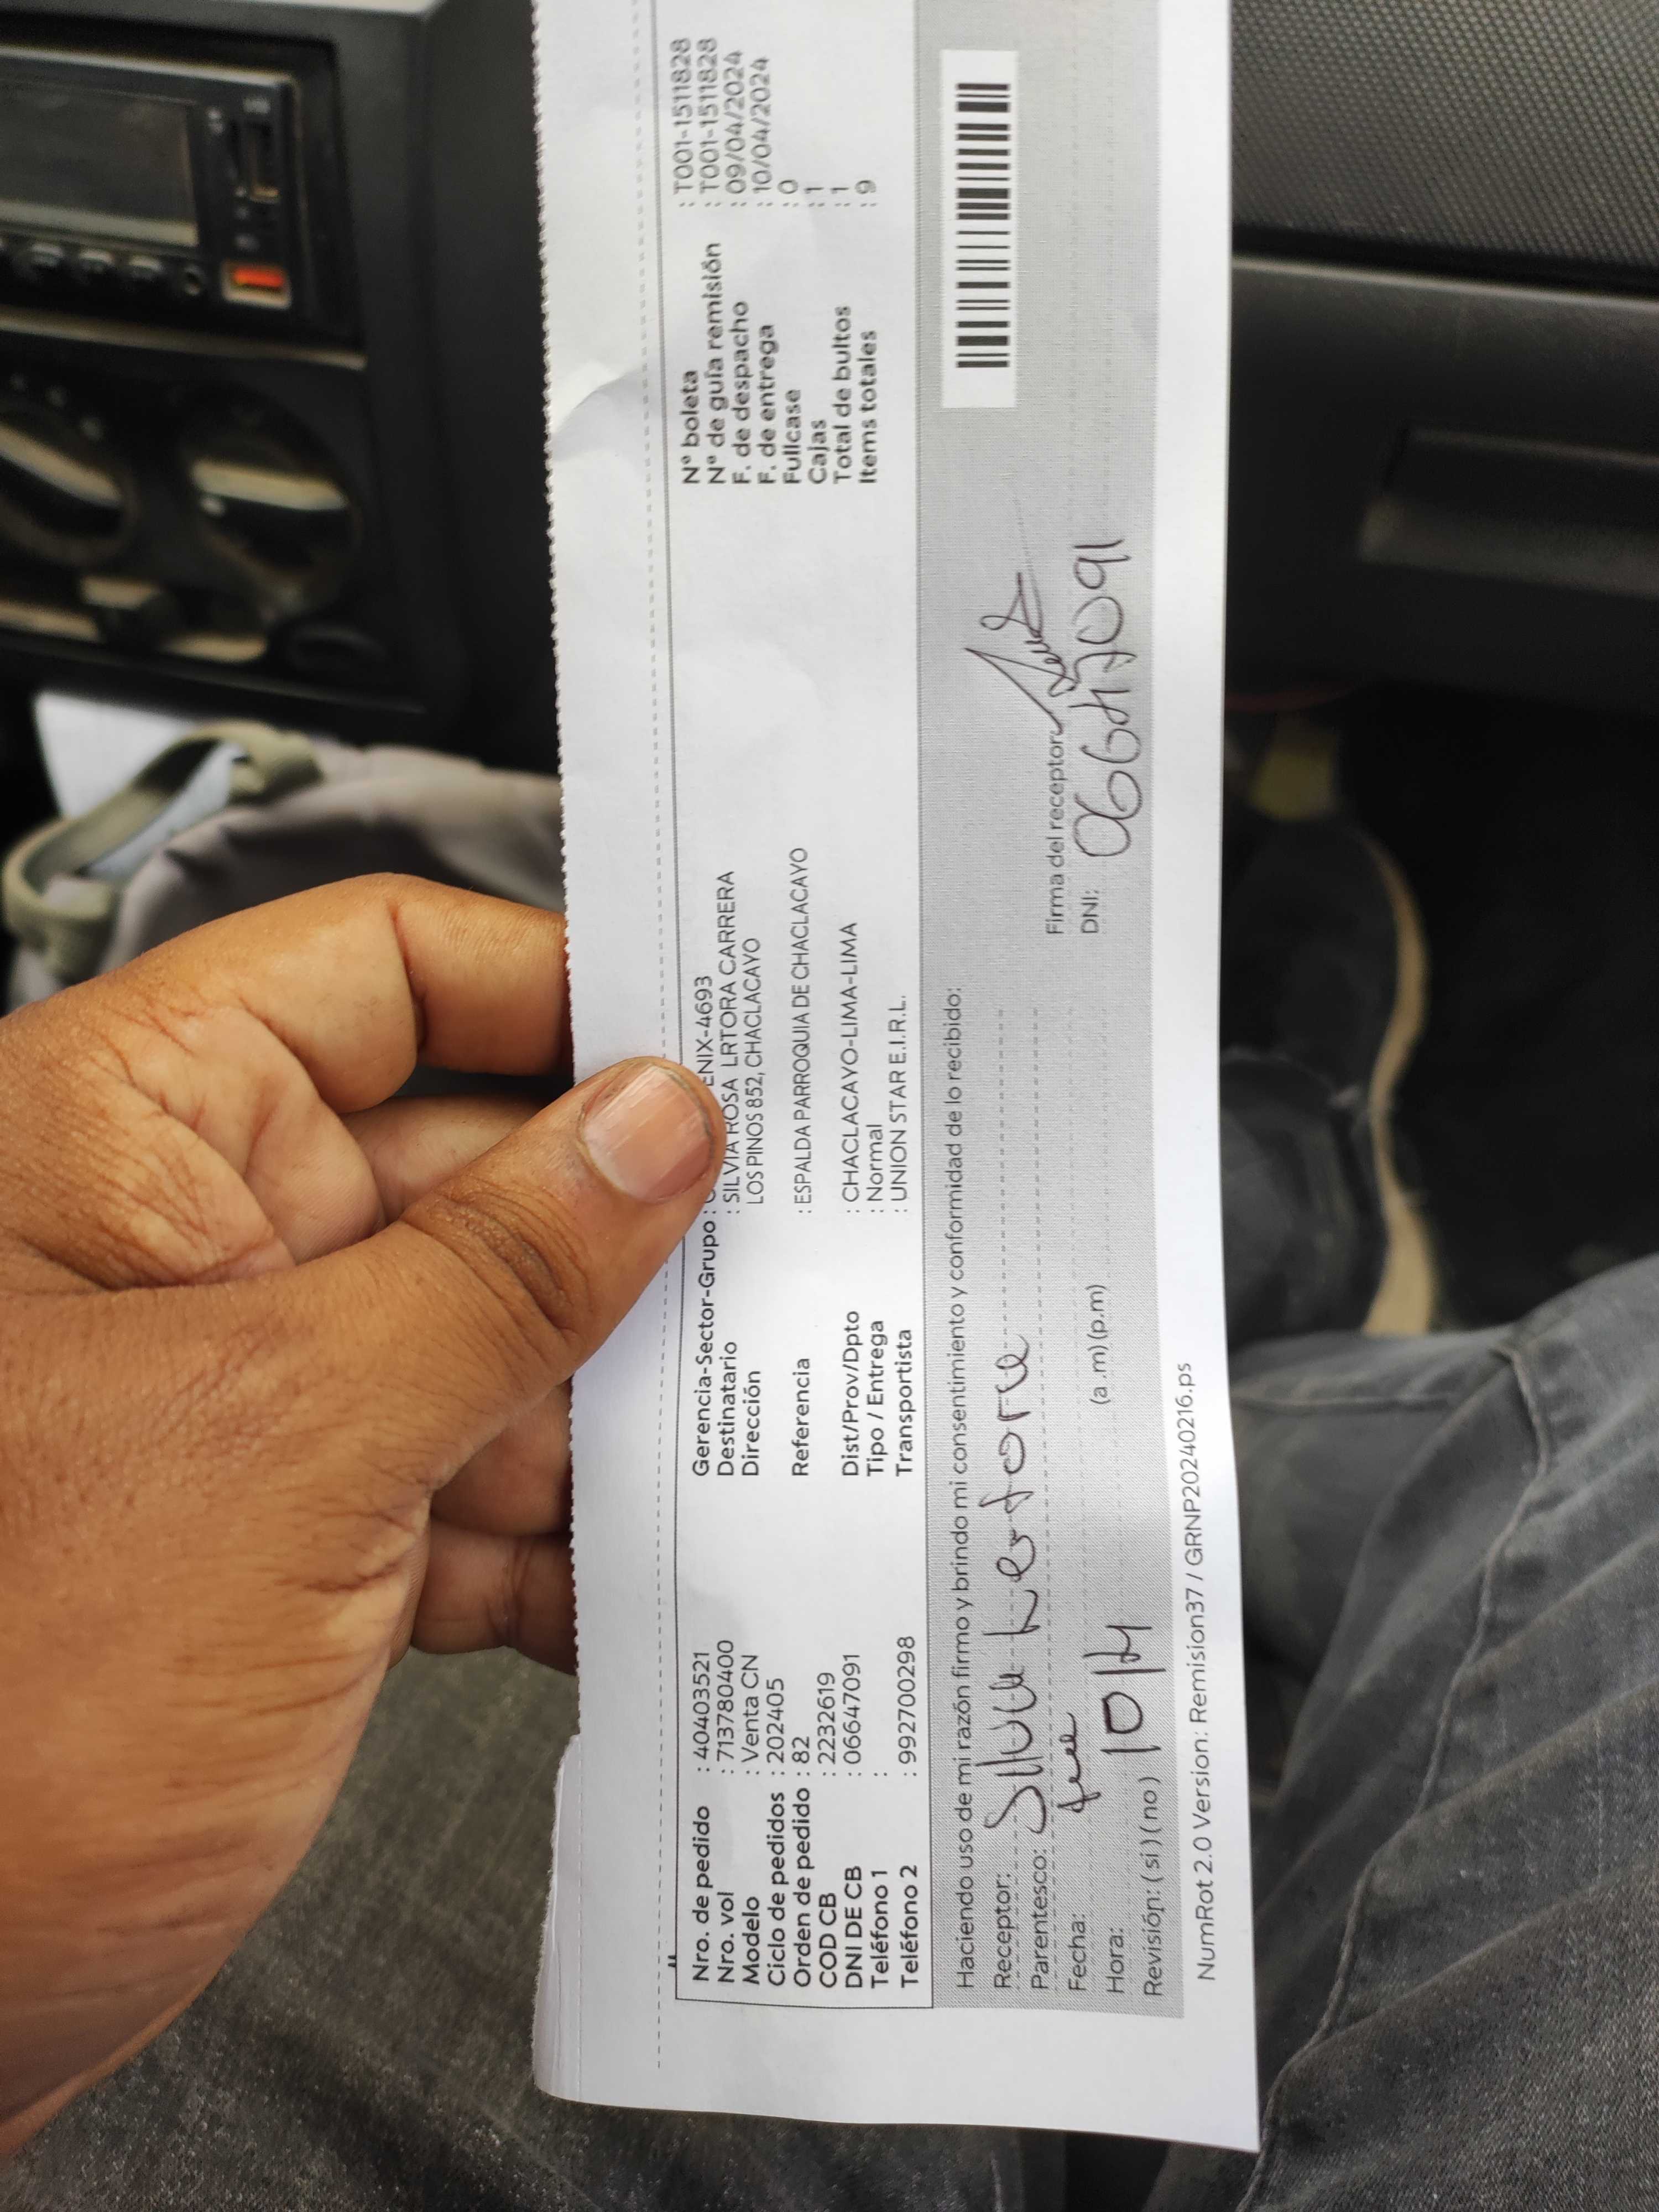 Nro. de pedido : 40403521
Nro. vol : 713780400
Modelo : Venta CN
Ciclo de pedidos : 202405
Orden de pedido : 82
COD CB : 2232619
DNI DE CB : 06647091
Teléfono 1 :
Teléfono 2 : 992700298
Gerencia-Sector-Grupo : ENIX-4693
Destinatario : SILVIA ROSA LRTORA CARRERA
Dirección LOS PINOS 852, CHACLACAYO
Referencia : ESPALDA PARROQUIA DE CHACLACAYO
Dist/Prov/Dpto : CHACLACAYO-LIMA-LIMA
Tipo / Entrega : Normal
Transportista : UNION STAR E.I.R.L.
N° boleta : T001-1511828
N° de guía remisión : T001-1511828
F. de despacho : 09/04/2024
F. de entrega : 10/04/2024
Fullcase : 0
Cajas : 1
Total de bultos : 1
Items totales : 9
Haciendo uso de mi razón firmo y brindo mi consentimiento y conformidad de lo recibido:
Receptor:
Parentesco:
Fecha:
Hora: 10 (a.m) (p.m)
Revisión: ( si ) ( no )
Firma del receptor
DNI: 06647091
NumRot 2.0 Version: Remision37 / GRNP20240216.ps